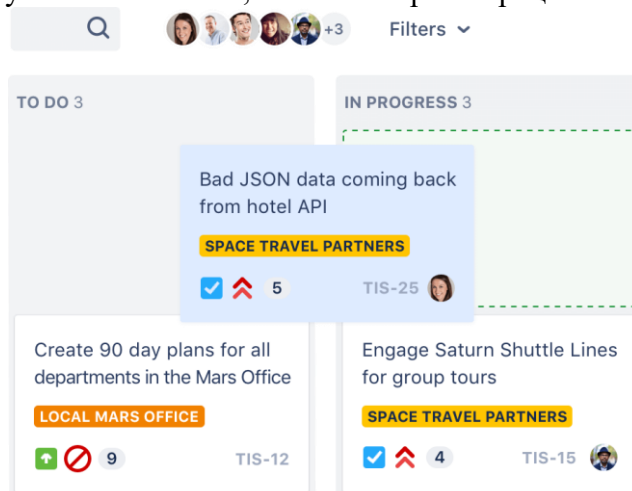 +3 Filters
TO DO 3
IN PROGRESS 3
Bad JSON data coming back
from hotel API
SPACE TRAVEL PARTNERS
5 TIS-25
Create 90 day plans for all
departments in the Mars Office
LOCAL MARS OFFICE
9 TIS-12
Engage Saturn Shuttle Lines
for group tours
SPACE TRAVEL PARTNERS
4 TIS-15